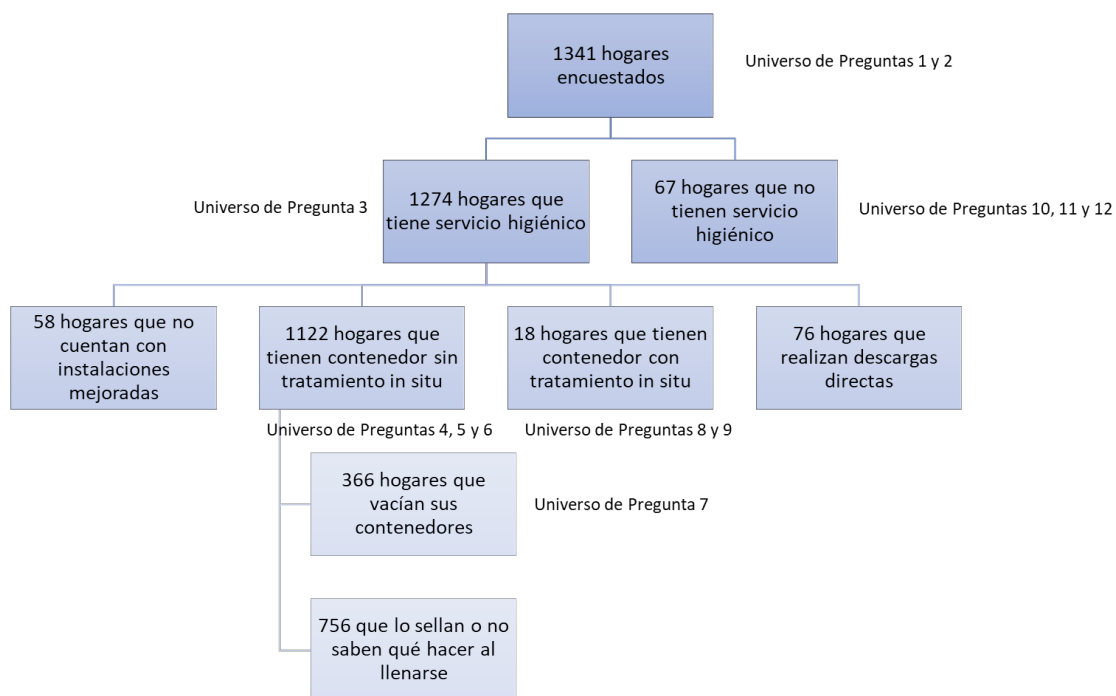 1341 hogares
encuestados
Universo de Preguntas 1 y 2
Universo de Pregunta 3
1274 hogares que
tiene servicio higiénico
67 hogares que no
tienen servicio
higiénico
Universo de Preguntas 10, 11 y 12
58 hogares que no
cuentan con
instalaciones
mejoradas
1122 hogares que
tienen contenedor sin
tratamiento in situ
18 hogares que tienen
contenedor con
tratamiento in situ
76 hogares que
realizan descargas
directas
Universo de Preguntas 4, 5 y 6
Universo de Preguntas 8 y 9
366 hogares que
vacían sus
contenedores
Universo de Pregunta 7
756 que lo sellan o no
saben qué hacer al
llenarse